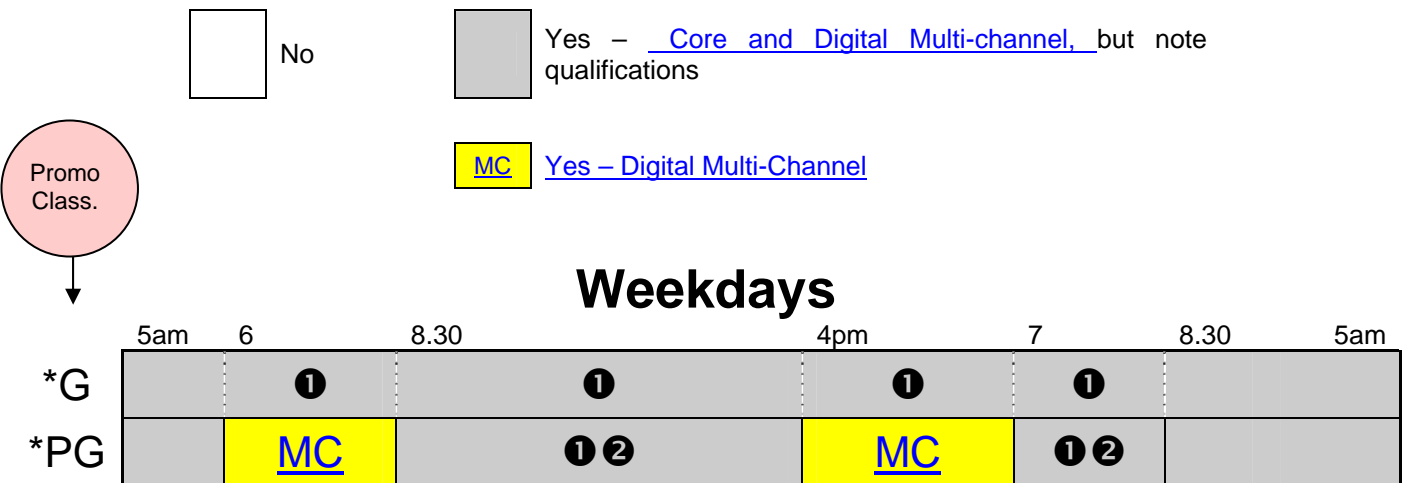 No
Yes – Core and Digital Multi-channel, but note
qualifications
Promo
Class.
MC Yes – Digital Multi-Channel
Weekdays
5am 6 8.30 4pm 7 8.30 5am
*G ❶ ❶ ❶ ❶
*PG MC ❶❷ MC ❶❷